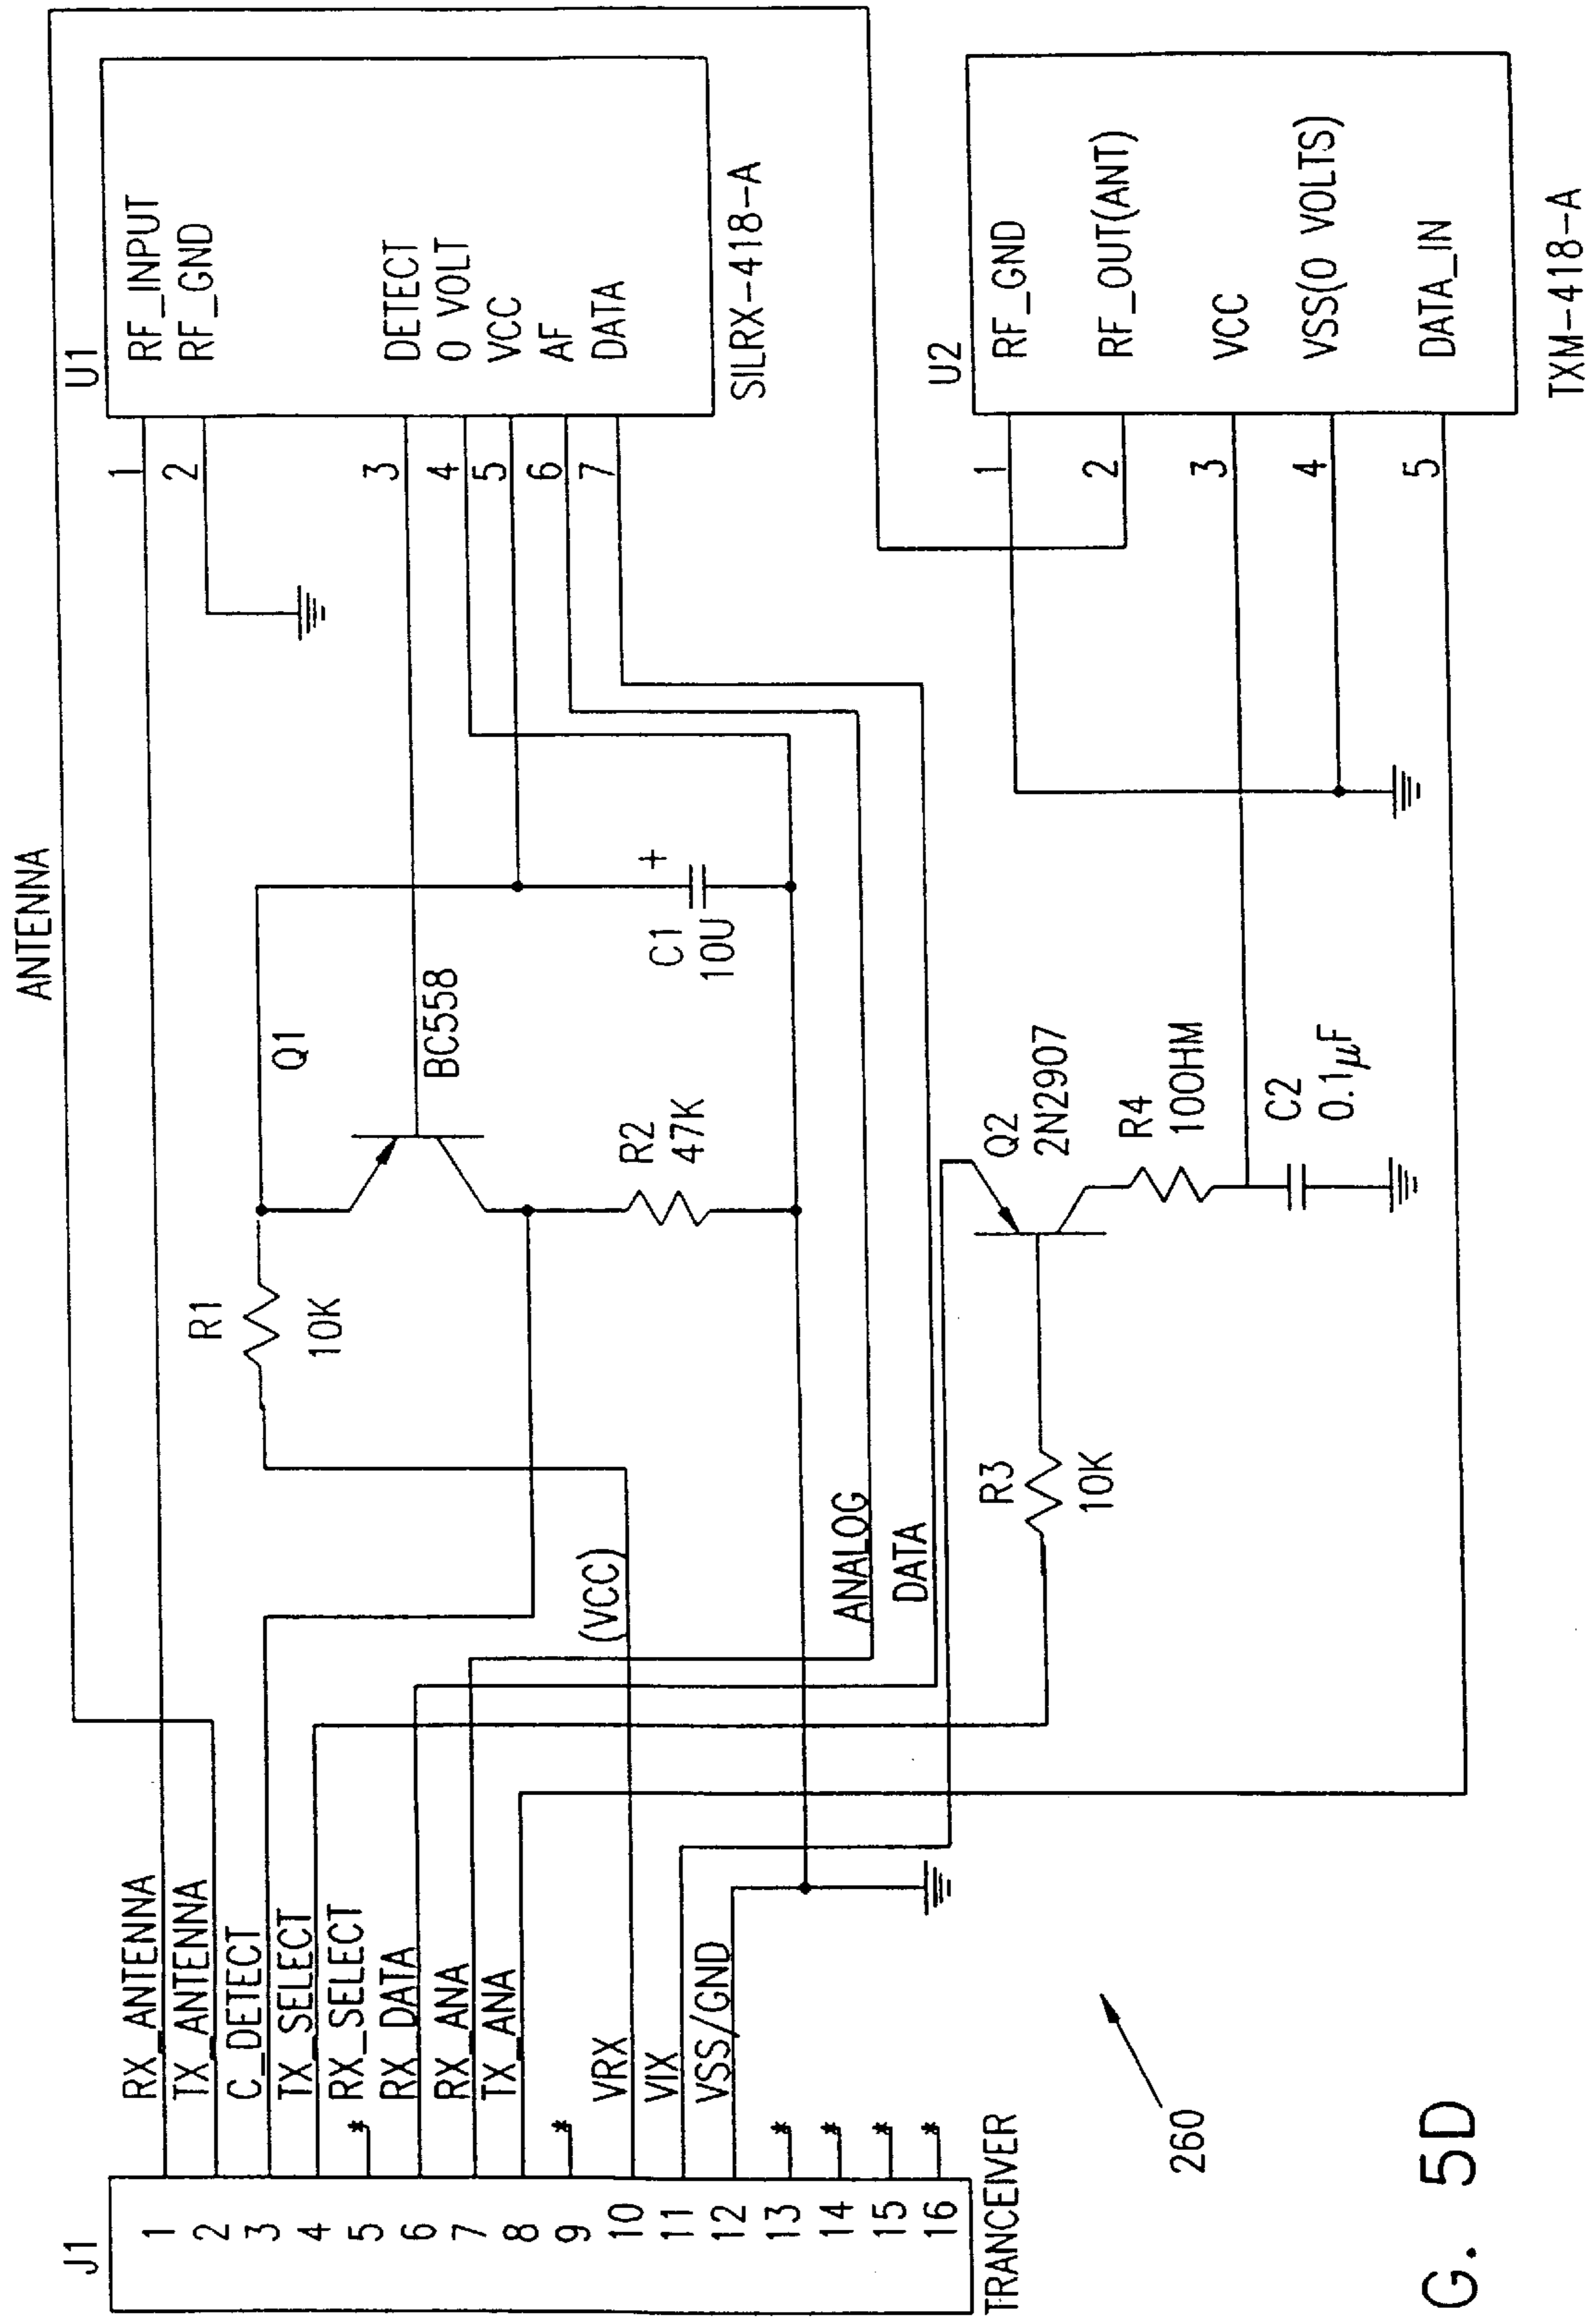 ANTENNA
J1
1
2
3
4
5
6
7
8
9
10
11
12
13
14
15
16
TRANCEIVER
RX_ANTENNA
TX_ANTENNA
C_DETECT
TX_SELECT
RX_SELECT
*
RX_DATA
RX_ANA
TX_ANA
*
VRX
VIX
VSS/GND
*
*
*
*
(VCC)
ANALOG
DATA
R1
10K
Q1
BC558
R2
47K
C1
10U
+
R3
10K
Q2
2N2907
R4
100HM
C2
0.1µF
U1
1
2
3
4
5
6
7
RF_INPUT
RF_GND
DETECT
0 VOLT
VCC
AF
DATA
SILRX-418-A
U2
1
2
3
4
5
RF_GND
RF_OUT(ANT)
VCC
VSS(0 VOLTS)
DATA_IN
TXM-418-A
260
G. 5D